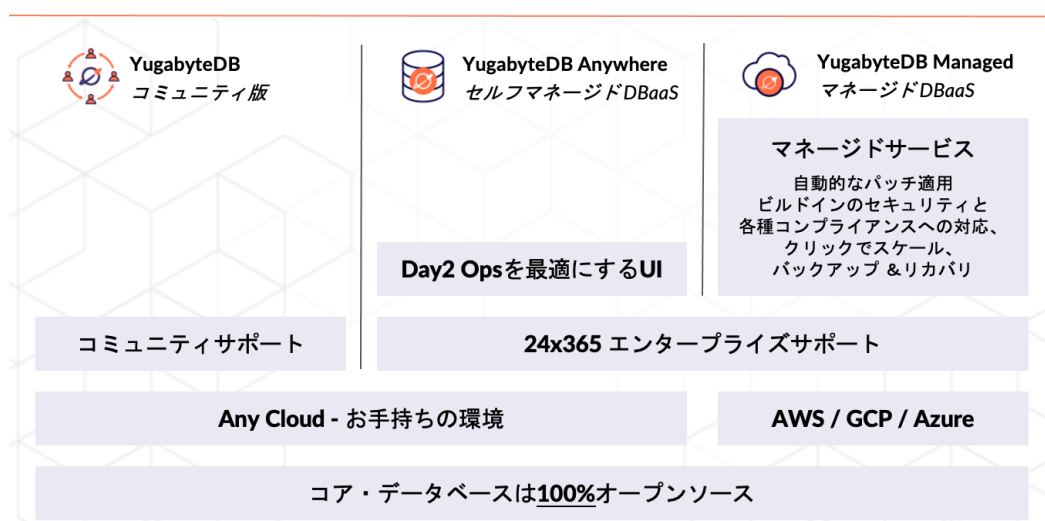 YugabyteDB
コミュニティ版
YugabyteDB Anywhere
セルフマネージドDBaaS
YugabyteDB Managed
マネージドDBaaS
マネージドサービス
自動的なパッチ適用
ビルドインのセキュリティと
各種コンプライアンスへの対応、
クリックでスケール、
バックアップ ＆リカバリ
Day2 Opsを最適にするUI
コミュニティサポート
24x365 エンタープライズサポート
Any Cloud - お手持ちの環境
AWS / GCP / Azure
コア・データベースは100%オープンソース